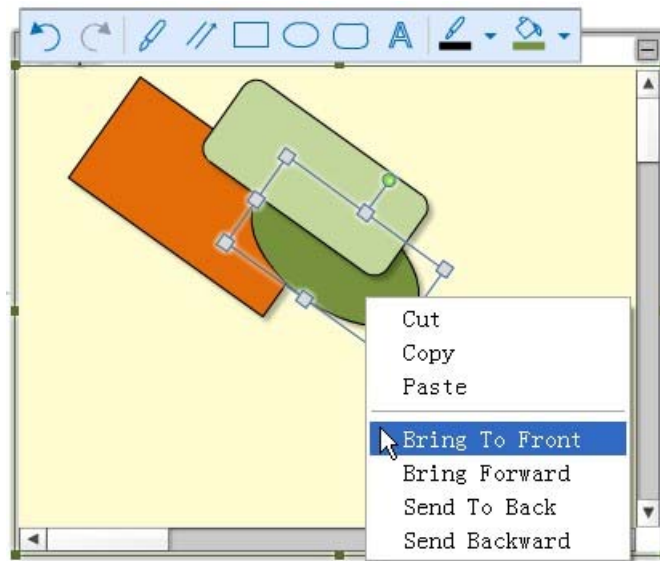 A
Cut
Copy
Paste
Bring To Front
Bring Forward
Send To Back
Send Backward